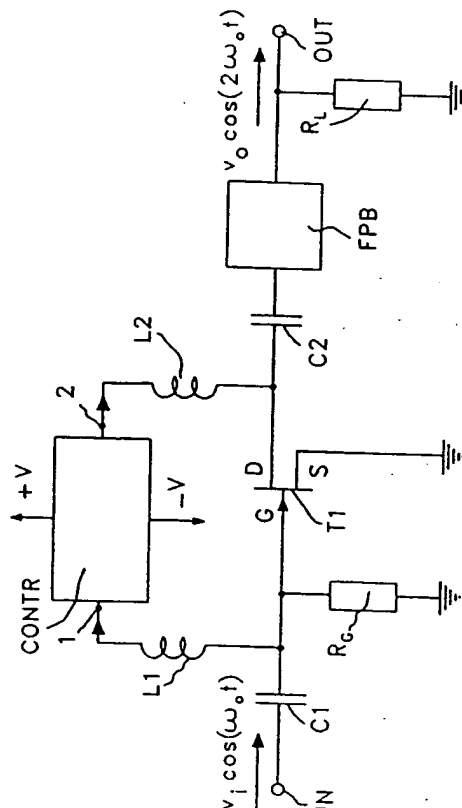 +V
-V
CONTR
1
2
L1
L2
v_i cos(ω_o t)
v_o cos(2ω_o t)
IN
C1
R_G
G
D
S
T1
C2
FPB
R_L
OUT